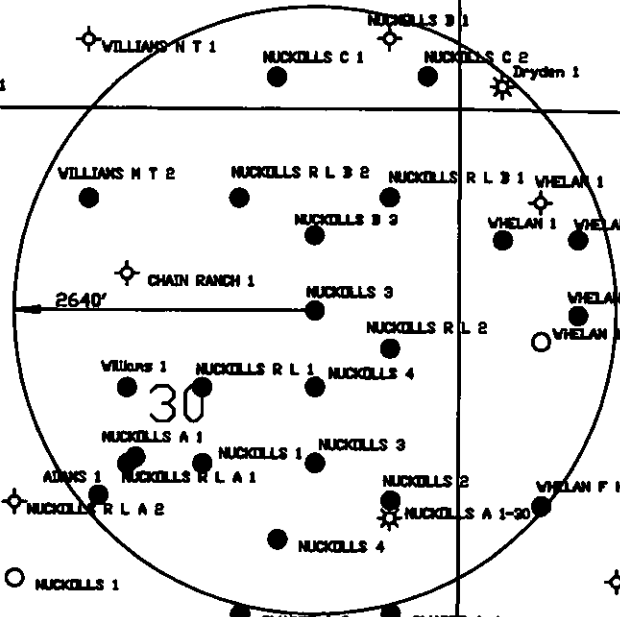 NUCKOLLS B 1
WILLIAMS N T 1
NUCKOLLS C 1
NUCKOLLS C 2
Dryden 1
1
WILLIAMS M T 2
NUCKOLLS R L B 2
NUCKOLLS R L B 1
WHELAN 1
NUCKOLLS B 3
WHELAN 1
CHAIN RANCH 1
2640'
NUCKOLLS 3
NUCKOLLS R L 2
WHELAN
Williams 1
NUCKOLLS R L 1
NUCKOLLS 4
30
NUCKOLLS A 1
NUCKOLLS 1
NUCKOLLS 3
ADAMS 1
NUCKOLLS R L A 1
NUCKOLLS 2
WHELAN F H
NUCKOLLS R L A 2
NUCKOLLS A 1-30
NUCKOLLS 4
NUCKOLLS 1